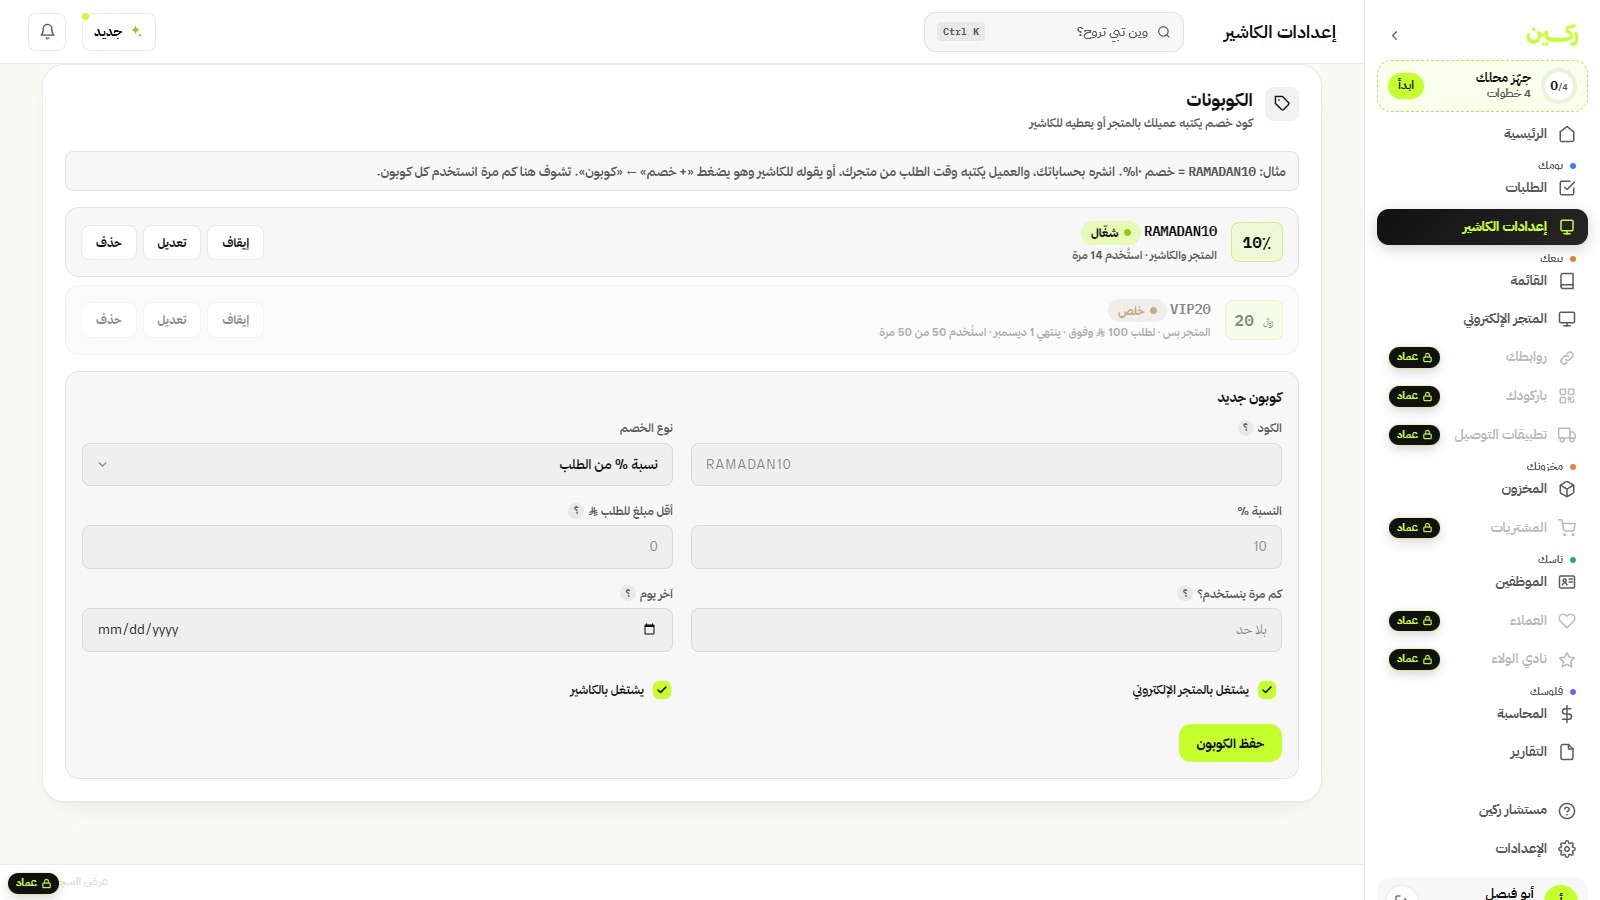 ركين
جهّز محلك
4 خطوات
0/4
ابدأ
الرئيسية
يومك
الطلبات
إعدادات الكاشير
بيعك
القائمة
المتجر الإلكتروني
روابطك
عماد
باركودك
عماد
تطبيقات التوصيل
عماد
مخزونك
المخزون
المشتريات
عماد
ناسك
الموظفين
العملاء
عماد
نادي الولاء
عماد
فلوسك
المحاسبة
التقارير
مستشار ركين
الإعدادات
أبو فيصل
أ
إعدادات الكاشير
وين تبي تروح؟
Ctrl K
جديد
الكوبونات
كود خصم يكتبه عميلك بالمتجر أو يعطيه للكاشير
مثال: RAMADAN10 = خصم ١٠%. انشره بحساباتك، والعميل يكتبه وقت الطلب من متجرك، أو يقوله للكاشير وهو يضغط «+ خصم» ← «كوبون». تشوف هنا كم مرة انستخدم كل كوبون.
10٪
RAMADAN10 شغّال
المتجر والكاشير · استُخدم 14 مرة
إيقاف
تعديل
حذف
20 ﷼
VIP20 خلص
المتجر بس · لطلب 100 ⃁ وفوق · ينتهي 1 ديسمبر · استُخدم 50 من 50 مرة
إيقاف
تعديل
حذف
كوبون جديد
الكود ؟
RAMADAN10
نوع الخصم
نسبة % من الطلب
النسبة %
10
أقل مبلغ للطلب ⃁ ؟
0
كم مرة ينستخدم؟ ؟
بلا حد
آخر يوم ؟
mm/dd/yyyy
يشتغل بالمتجر الإلكتروني
يشتغل بالكاشير
حفظ الكوبون
عرض
عماد